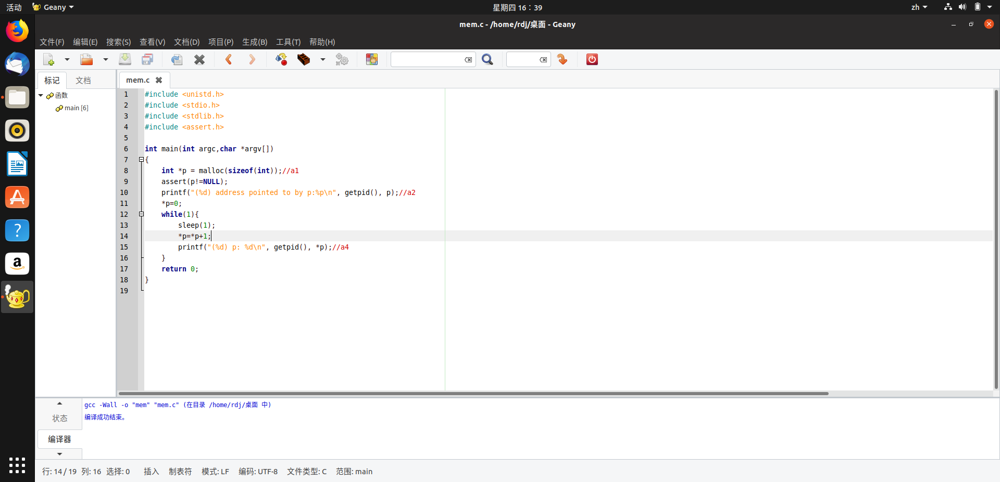 活动 Geany 星期四 16：39 zh
mem.c - /home/rdj/桌面 - Geany
文件(F) 编辑(E) 搜索(S) 查看(V) 文档(D) 项目(P) 生成(B) 工具(T) 帮助(H)
标记 文档 mem.c
函数
main [6]
1 #include <unistd.h>
2 #include <stdio.h>
3 #include <stdlib.h>
4 #include <assert.h>
5
6 int main(int argc,char *argv[])
7 {
8 int *p = malloc(sizeof(int));//a1
9 assert(p!=NULL);
10 printf("(%d) address pointed to by p:%p\n", getpid(), p);//a2
11 *p=0;
12 while(1){
13 sleep(1);
14 *p=*p+1;
15 printf("(%d) p: %d\n", getpid(), *p);//a4
16 }
17 return 0;
18 }
19
状态
编译器
gcc -Wall -o "mem" "mem.c" (在目录 /home/rdj/桌面 中)
编译成功结束。
行: 14 / 19 列: 16 选择: 0 插入 制表符 模式: LF 编码: UTF-8 文件类型: C 范围: main